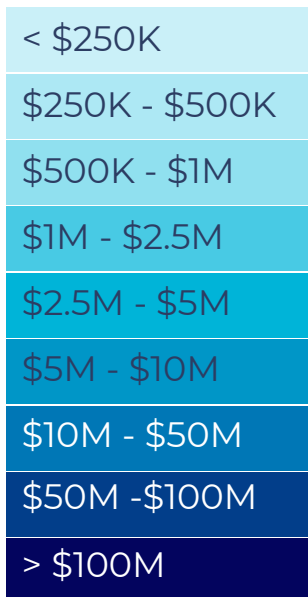 < $250K
$250K - $500K
$500K - $1M
$1M - $2.5M
$2.5M - $5M
$5M - $10M
$10M - $50M
$50M -$100M
> $100M